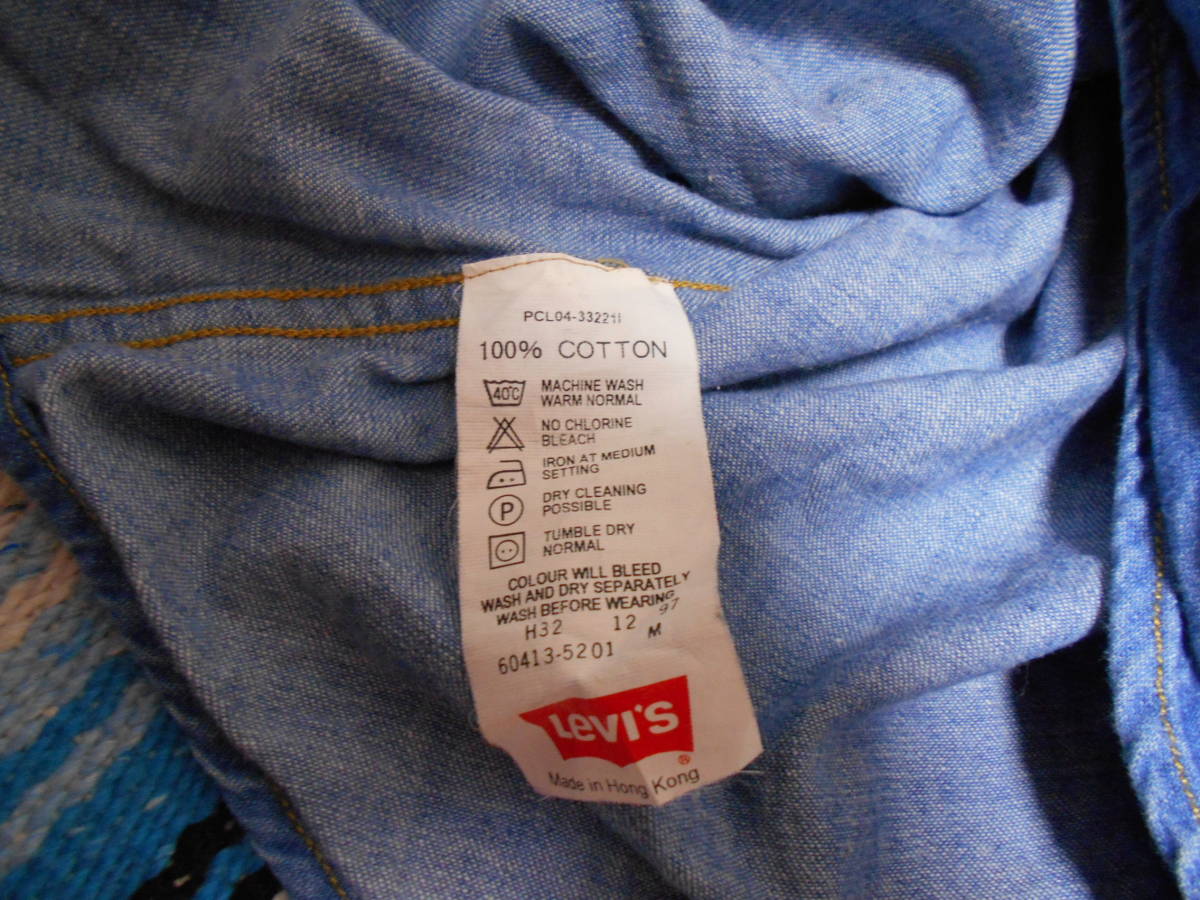 PCL04-33221I
100% COTTON
40°C MACHINE WASH
WARM NORMAL
NO CHLORINE
BLEACH
IRON AT MEDIUM
SETTING
P DRY CLEANING
POSSIBLE
TUMBLE DRY
NORMAL
COLOUR WILL BLEED
WASH AND DRY SEPARATELY
WASH BEFORE WEARING
H32 12 97
60413-5201 M
LEVI'S ®
Made in Hong Kong